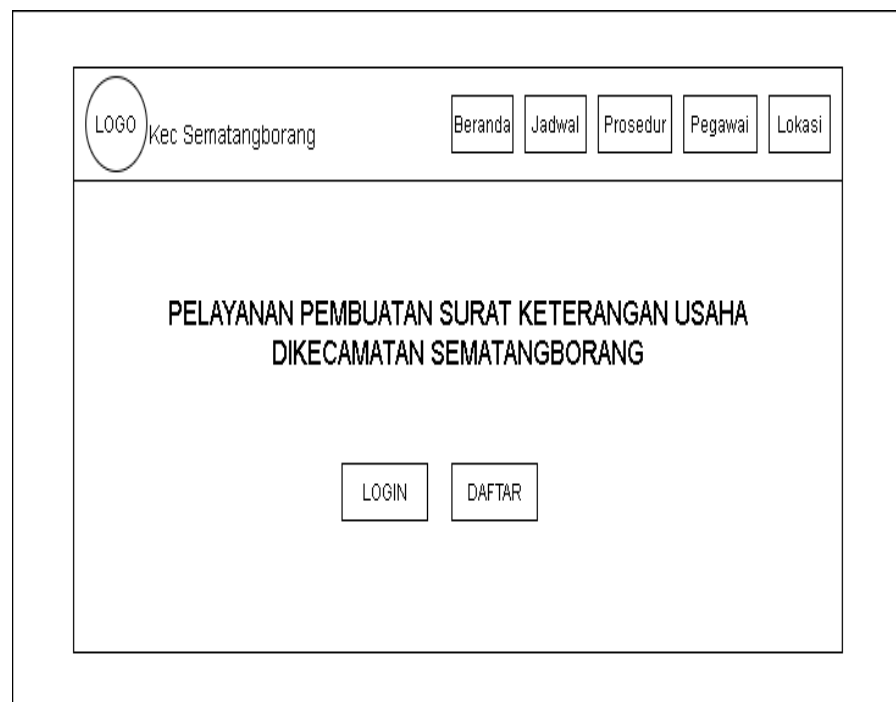 LOGO
Kec Sematangborang
Beranda
Jadwal
Prosedur
Pegawai
Lokasi
PELAYANAN PEMBUATAN SURAT KETERANGAN USAHA
DIKECAMATAN SEMATANGBORANG
LOGIN
DAFTAR